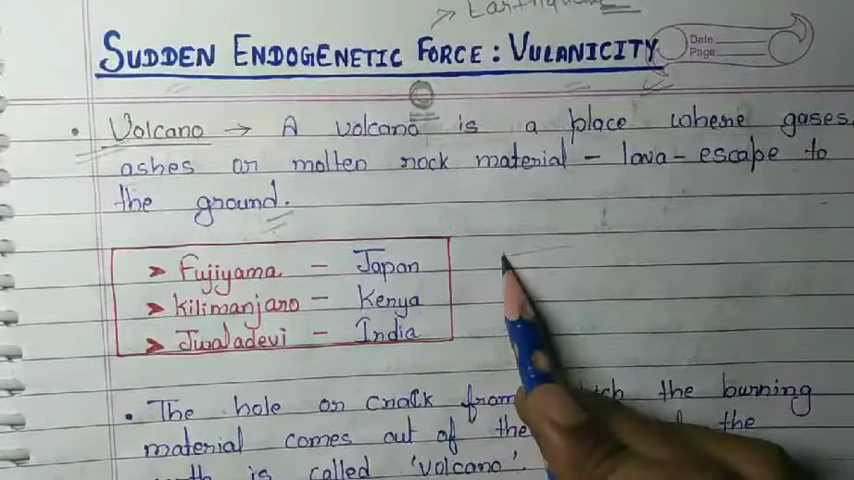 Earthquake
SUDDEN ENDOGENETIC FORCE : VULANICITY
Date
Page
• Volcano → A volcano is a place where gases,
ashes or molten rock material - lava - escape to
the ground.
➤ Fujiyama - Japan
➤ Kilimanjaro - Kenya
➤ Jwaladevi - India
• The hole or crack from which the burning
material comes out of the the
is called 'volcano'.